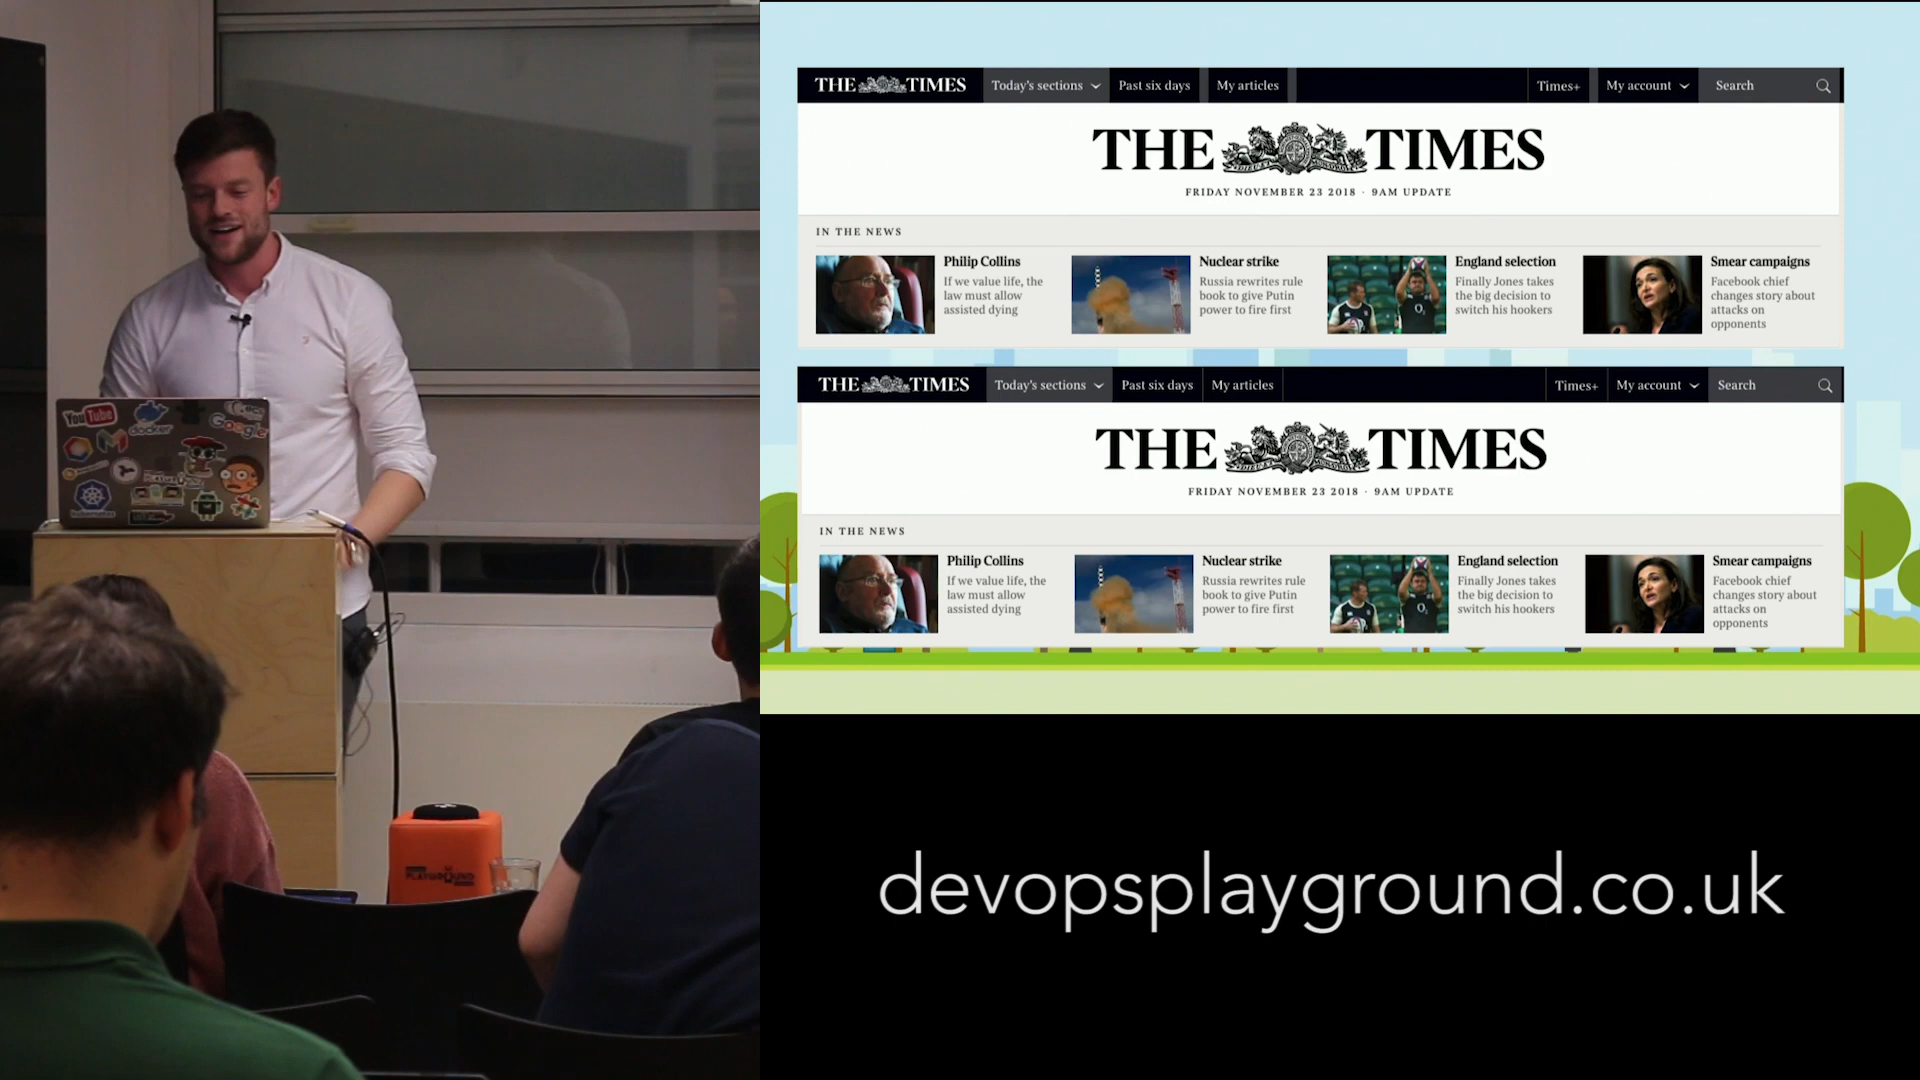 YouTube
docker
Google
kubernetes
PLAYGROUND
THE TIMES
Today's sections
Past six days
My articles
Times+
My account
Search
THE TIMES
FRIDAY NOVEMBER 23 2018 · 9AM UPDATE
IN THE NEWS
Philip Collins
If we value life, the
law must allow
assisted dying
Nuclear strike
Russia rewrites rule
book to give Putin
power to fire first
England selection
Finally Jones takes
the big decision to
switch his hookers
Smear campaigns
Facebook chief
changes story about
attacks on
opponents
THE TIMES
Today's sections
Past six days
My articles
Times+
My account
Search
THE TIMES
FRIDAY NOVEMBER 23 2018 · 9AM UPDATE
IN THE NEWS
Philip Collins
If we value life, the
law must allow
assisted dying
Nuclear strike
Russia rewrites rule
book to give Putin
power to fire first
England selection
Finally Jones takes
the big decision to
switch his hookers
Smear campaigns
Facebook chief
changes story about
attacks on
opponents
devopsplayground.co.uk